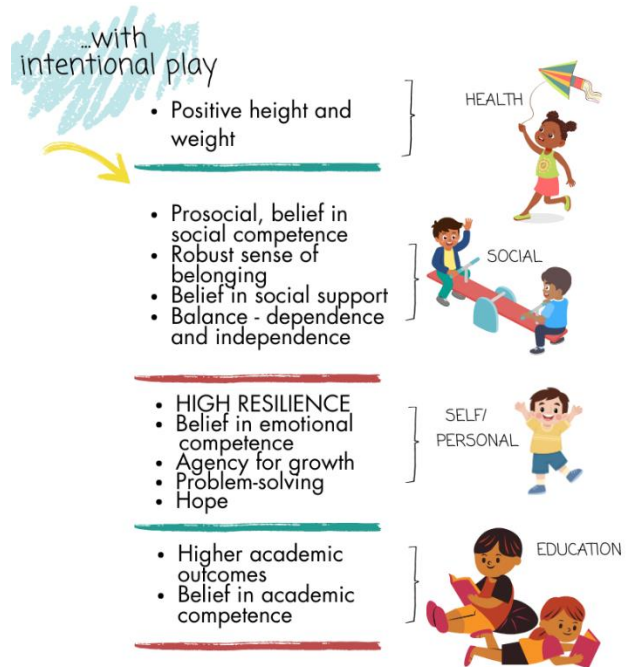 ...with
intentional play
HEALTH
• Positive height and
weight
• Prosocial, belief in
social competence
• Robust sense of
belonging
• Belief in social support
• Balance - dependence
and independence
SOCIAL
• HIGH RESILIENCE
• Belief in emotional
competence
• Agency for growth
• Problem-solving
• Hope
SELF/
PERSONAL
• Higher academic
outcomes
• Belief in academic
competence
EDUCATION